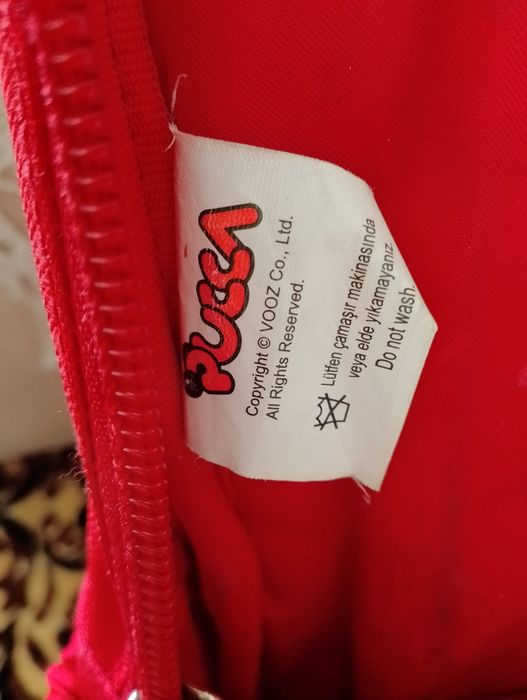 PUCCA
Copyright © VOOZ Co., Ltd.
All Rights Reserved.
Lütfen çamaşır makinasında
veya elde yıkamayanız.
Do not wash.